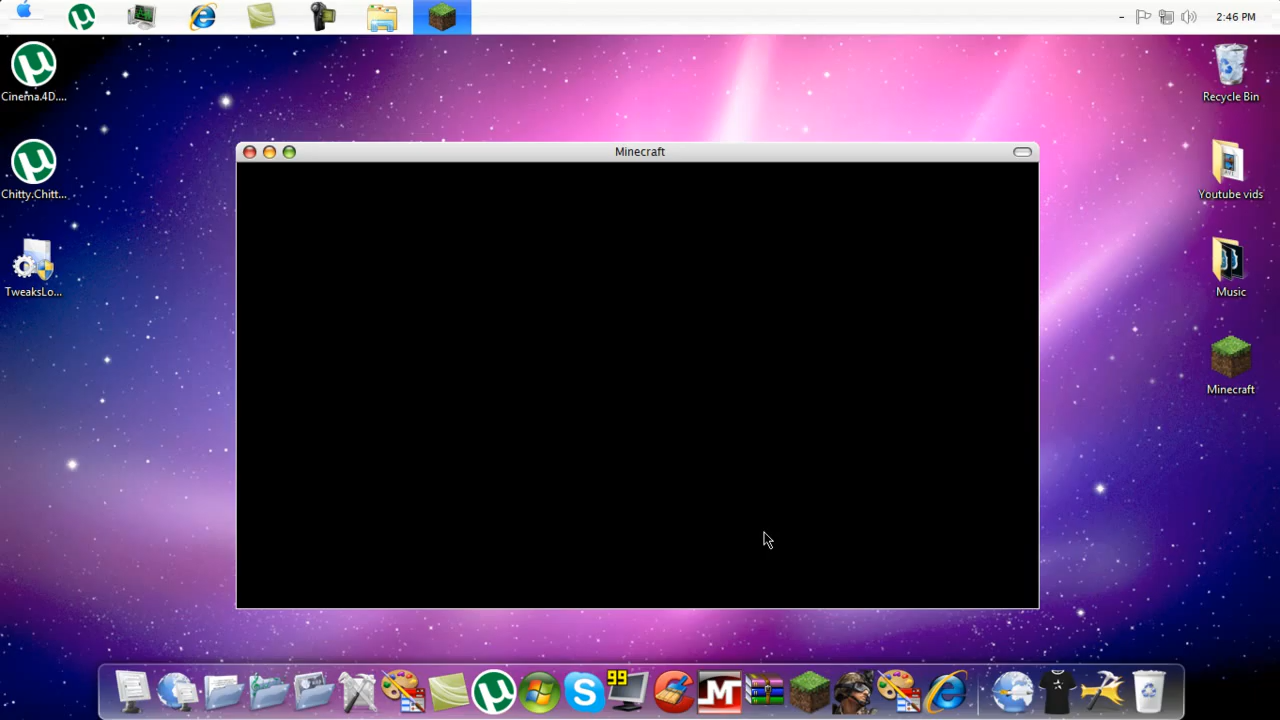 2:46 PM
Minecraft
Cinema.4D....
Chitty.Chitt...
TweaksLo...
Recycle Bin
Youtube vids
Music
Minecraft
99